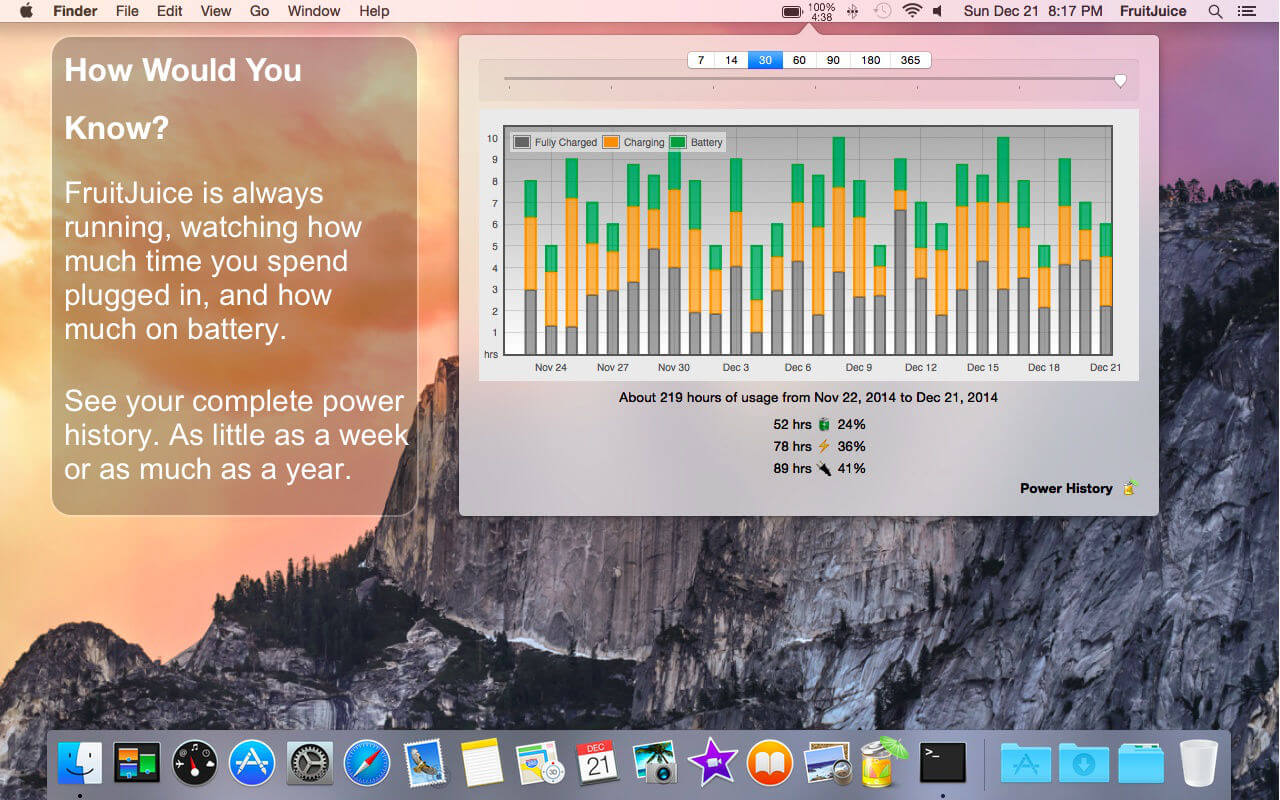 Finder File Edit View Go Window Help 100% 4:38 Sun Dec 21 8:17 PM FruitJuice
How Would You
Know?
FruitJuice is always
running, watching how
much time you spend
plugged in, and how
much on battery.
See your complete power
history. As little as a week
or as much as a year.
7 14 30 60 90 180 365
Fully Charged Charging Battery
10
9
8
7
6
5
4
3
2
1
hrs
Nov 24 Nov 27 Nov 30 Dec 3 Dec 6 Dec 9 Dec 12 Dec 15 Dec 18 Dec 21
About 219 hours of usage from Nov 22, 2014 to Dec 21, 2014
52 hrs 24%
78 hrs 36%
89 hrs 41%
Power History
DEC
21
3D
>_